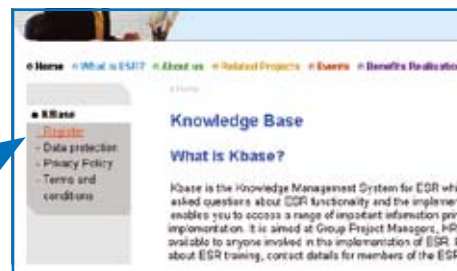 Home What is ESR? About us Related Projects Events Benefits Realisation
Home
KBase
Register
- Data protection
- Privacy Policy
- Terms and
conditions
Knowledge Base
What is Kbase?
Kbase is the Knowledge Management System for ESR whi
asked questions about ESR functionality and the implemen
enables you to access a range of important information prin
implementation. It is aimed at Group Project Managers, HR
available to anyone involved in the implementation of ESR.
about ESR training, contact details for members of the ESR